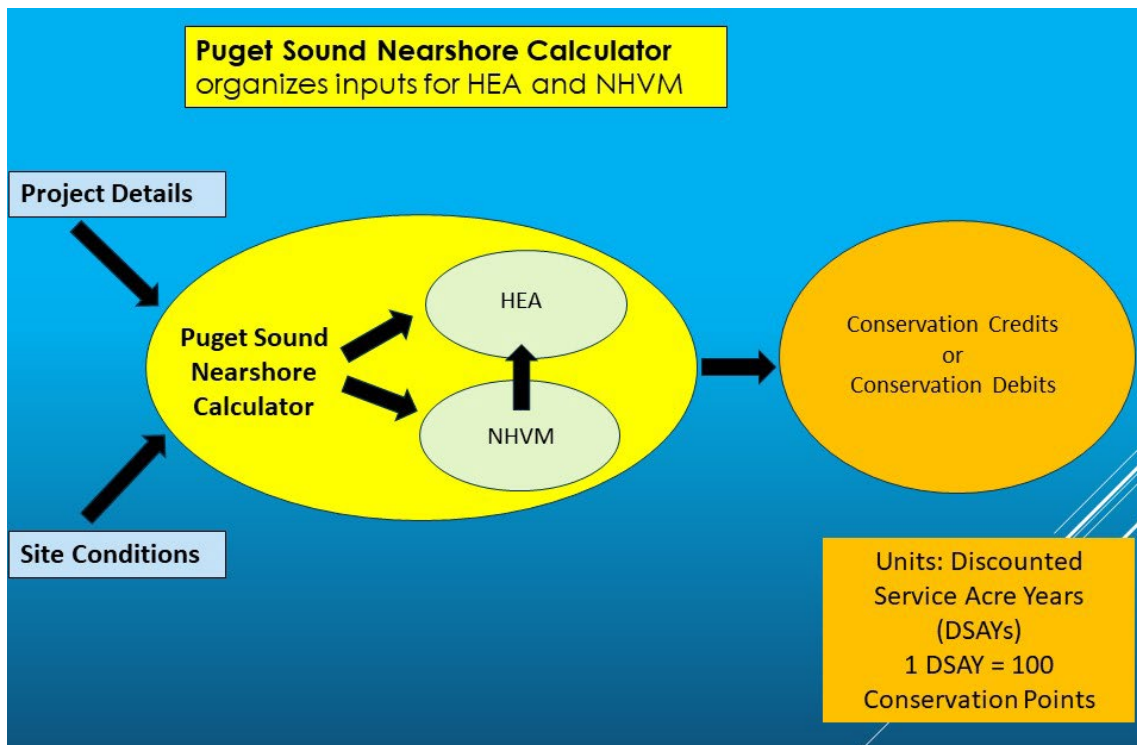 Puget Sound Nearshore Calculator
organizes inputs for HEA and NHVM
Project Details
HEA
Puget Sound
Nearshore
Calculator
NHVM
Conservation Credits
or
Conservation Debits
Site Conditions
Units: Discounted
Service Acre Years
(DSAYs)
1 DSAY = 100
Conservation Points